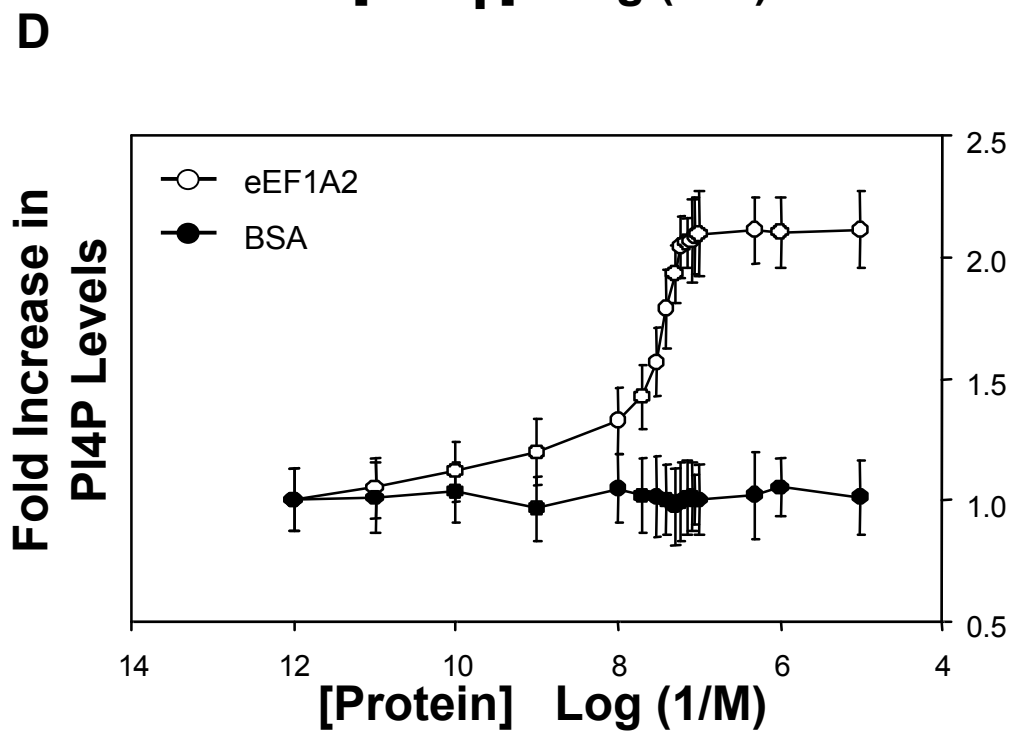 D
eEF1A2
BSA
Fold Increase in
PI4P Levels
2.5
2.0
1.5
1.0
0.5
14 12 10 8 6 4
[Protein] Log (1/M)